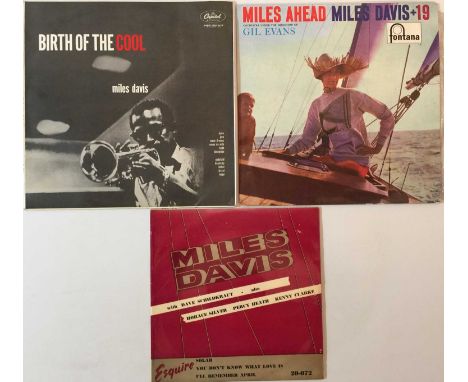 Capitol
BIRTH OF THE COOL
miles davis
MILES AHEAD MILES DAVIS+19
GIL EVANS
fontana
MILES
DAVIS
with DAVE SCHILDKRAUT - also
HORACE SILVER PERCY HEATH KENNY CLARKE
Esquire
SOLAR
YOU DON'T KNOW WHAT LOVE IS
I'LL REMEMBER APRIL
20-072